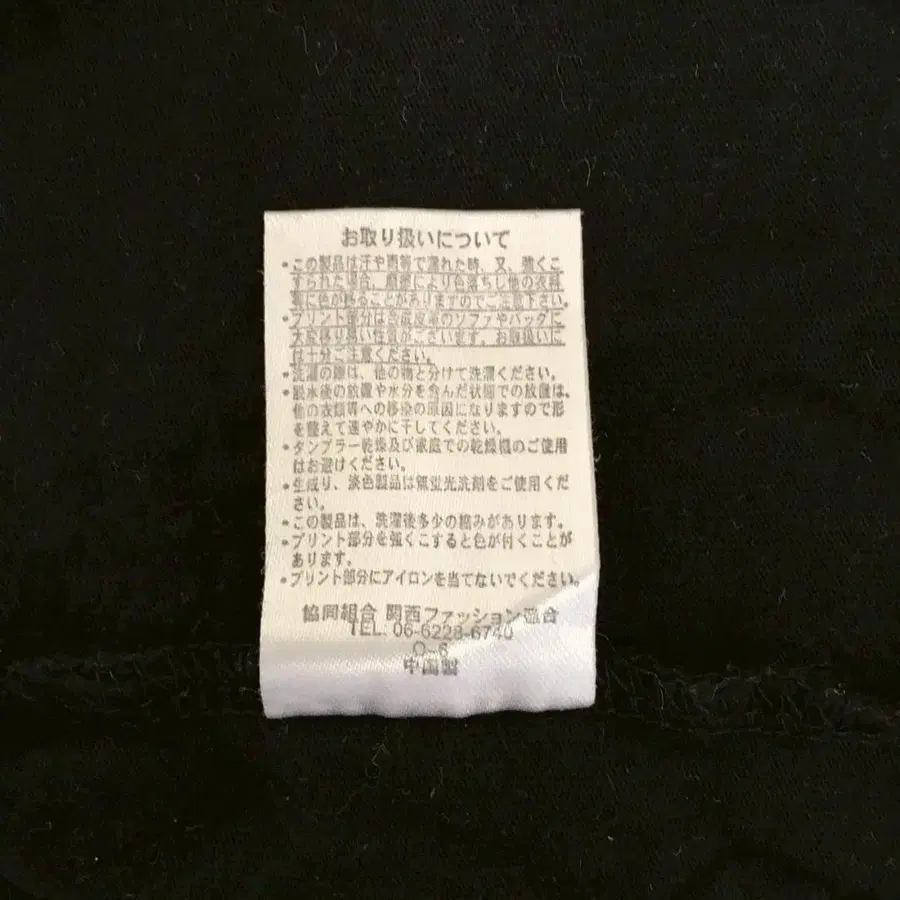 お取り扱いについて
・この製品は汗や雨等で濡れた時、又、強くこ
すられた場合、摩擦により色落ちし他の衣料
等に色が移ることがありますのでご注意下さい。
・プリント部分は合成皮革のソファやバックに
大変移り易い性質がございます。お取扱いに
は十分ご注意ください。
・洗濯の際は、他の物と分けて洗濯ください。
・脱水後の放置や水分を含んだ状態での放置は、
他の衣類等への移染の原因になりますので形
を整えて速やかに干してください。
・タンブラー乾燥及び家庭での乾燥機のご使用
はお避けください。
・生成り、淡色製品は無蛍光洗剤をご使用くだ
さい。
・この製品は、洗濯後多少の縮みがあります。
・プリント部分を強くこすると色が付くことが
あります。
・プリント部分にアイロンを当てないでください。
協同組合 関西ファッション連合
TEL. 06-6228-6740
O-6
中国製